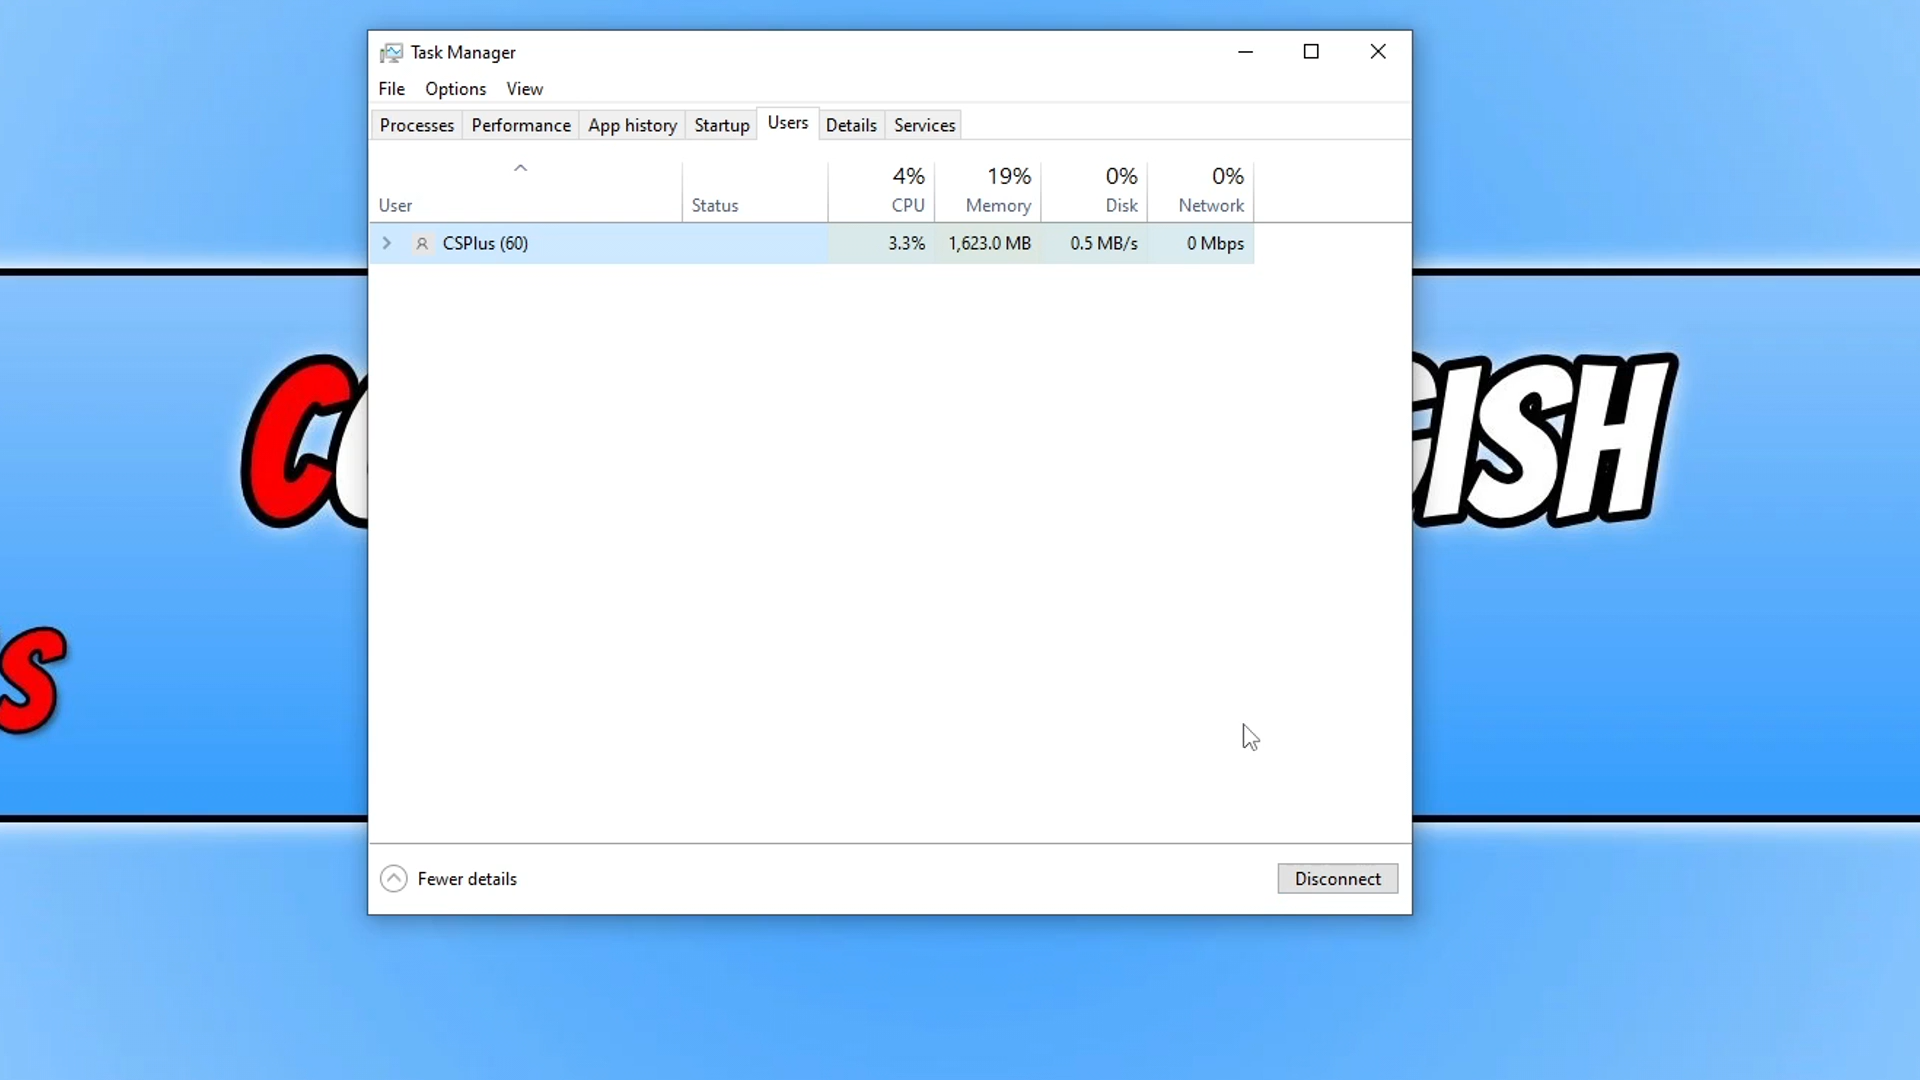 Task Manager
File Options View
Processes Performance App history Startup Users Details Services
4% 19% 0% 0%
User Status CPU Memory Disk Network
CSPlus (60) 3.3% 1,623.0 MB 0.5 MB/s 0 Mbps
C
ISH
S
Fewer details Disconnect